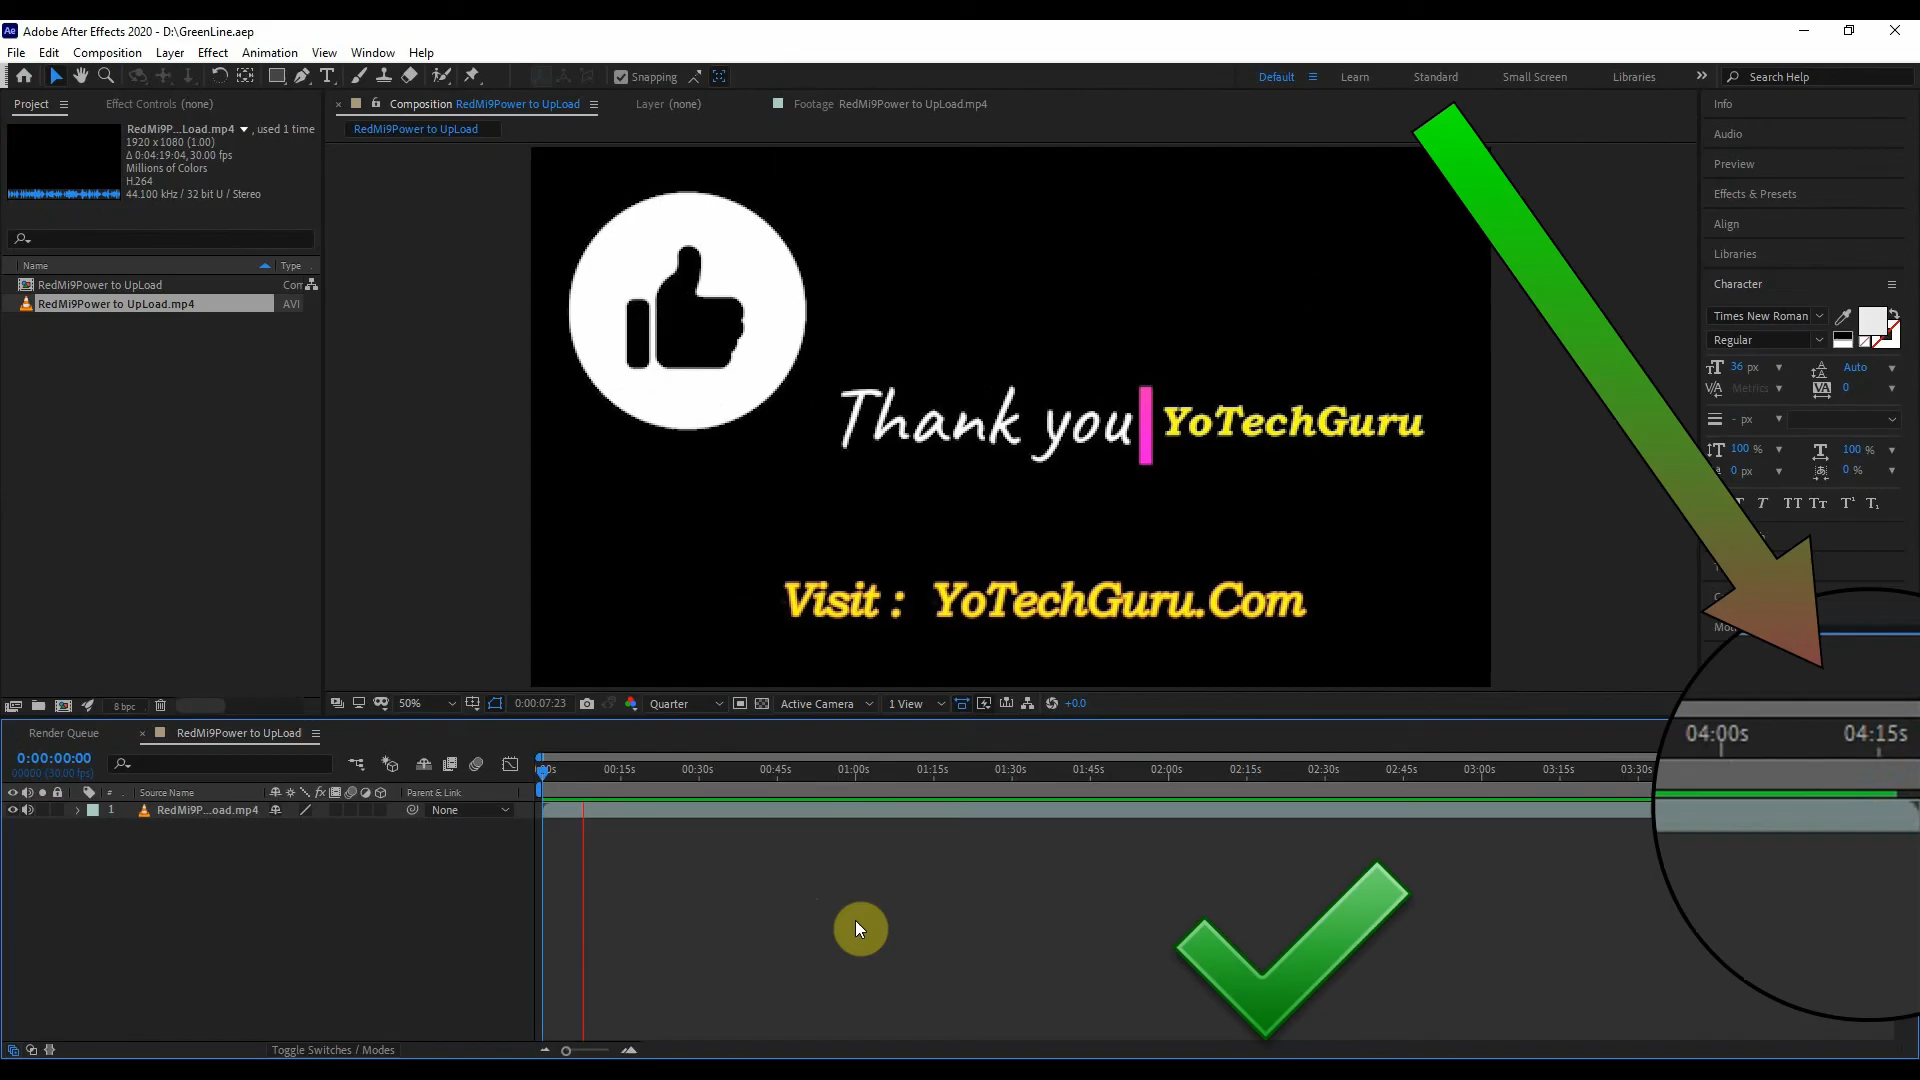 Adobe After Effects 2020 - D:\GreenLine.aep
File Edit Composition Layer Effect Animation View Window Help
Snapping
Default Learn Standard Small Screen Libraries Search Help
Project Effect Controls (none)
Composition RedMi9Power to UpLoad Layer (none) Footage RedMi9Power to UpLoad.mp4
RedMi9Power to UpLoad
RedMi9P...Load.mp4 , used 1 time
1920 x 1080 (1.00)
Δ 0:04:19:04, 30.00 fps
Millions of Colors
H.264
44.100 kHz / 32 bit U / Stereo
Name Type
RedMi9Power to UpLoad
RedMi9Power to UpLoad.mp4 AVI
Thank you YoTechGuru
Visit : YoTechGuru.Com
Info
Audio
Preview
Effects & Presets
Align
Libraries
Character
Times New Roman
Regular
36 px Auto
Metrics 0
- px
100 % 100 %
0 px 0 %
8 bpc
50% 0:00:07:23 Quarter Active Camera 1 View +0.0
Render Queue RedMi9Power to UpLoad
0:00:00:00
00000 (30.00 fps)
00:15s 00:30s 00:45s 01:00s 01:15s 01:30s 01:45s 02:00s 02:15s 02:30s 02:45s 03:00s 03:15s 03:30s
04:00s 04:15s
# Source Name Parent & Link
1 RedMi9P...oad.mp4 None
Toggle Switches / Modes